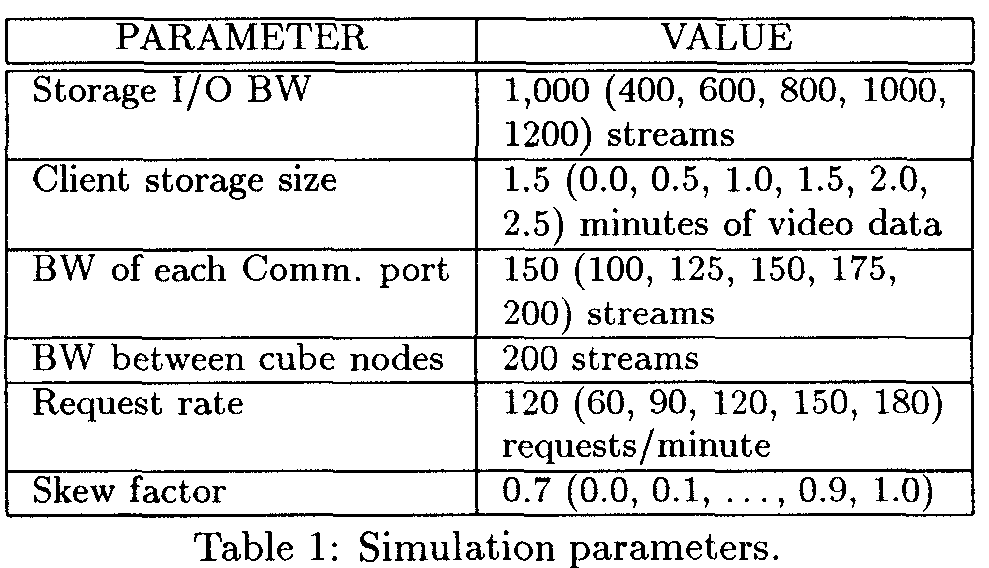 PARAMETER VALUE
Storage I/O BW 1,000 (400, 600, 800, 1000,
1200) streams
Client storage size 1.5 (0.0, 0.5, 1.0, 1.5, 2.0,
2.5) minutes of video data
BW of each Comm. port 150 (100, 125, 150, 175,
200) streams
BW between cube nodes 200 streams
Request rate 120 (60, 90, 120, 150, 180)
requests/minute
Skew factor 0.7 (0.0, 0.1, ..., 0.9, 1.0)
Table 1: Simulation parameters.